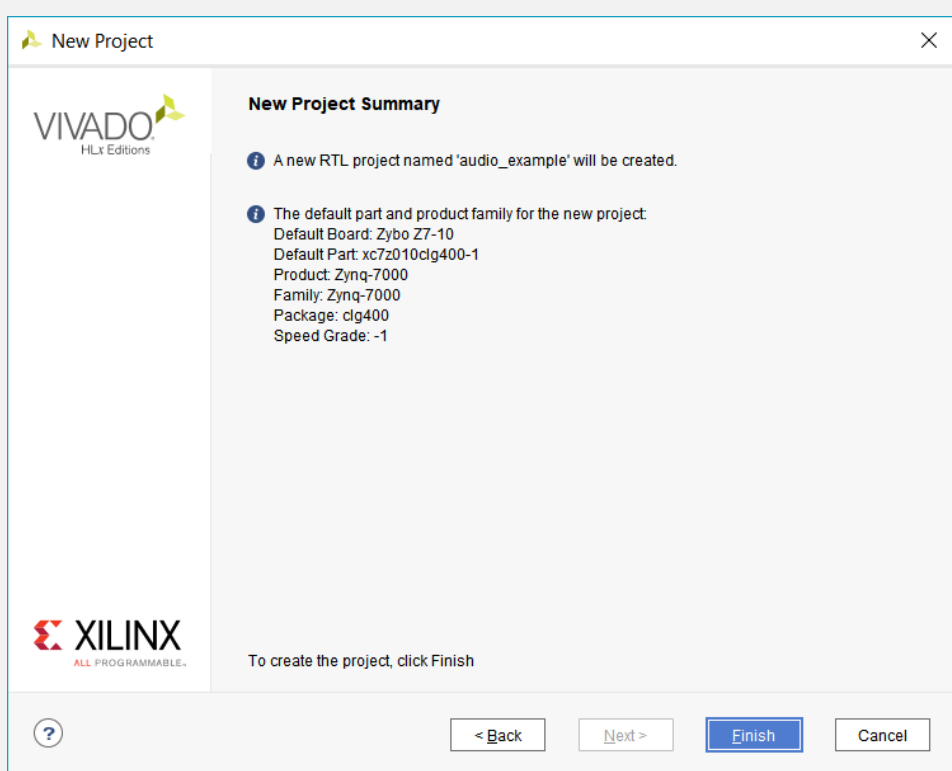 New Project
VIVADO.
HLx Editions
New Project Summary
A new RTL project named 'audio_example' will be created.
The default part and product family for the new project:
Default Board: Zybo Z7-10
Default Part: xc7z010clg400-1
Product: Zynq-7000
Family: Zynq-7000
Package: clg400
Speed Grade: -1
XILINX
ALL PROGRAMMABLE™
To create the project, click Finish
?
< Back
Next >
Finish
Cancel